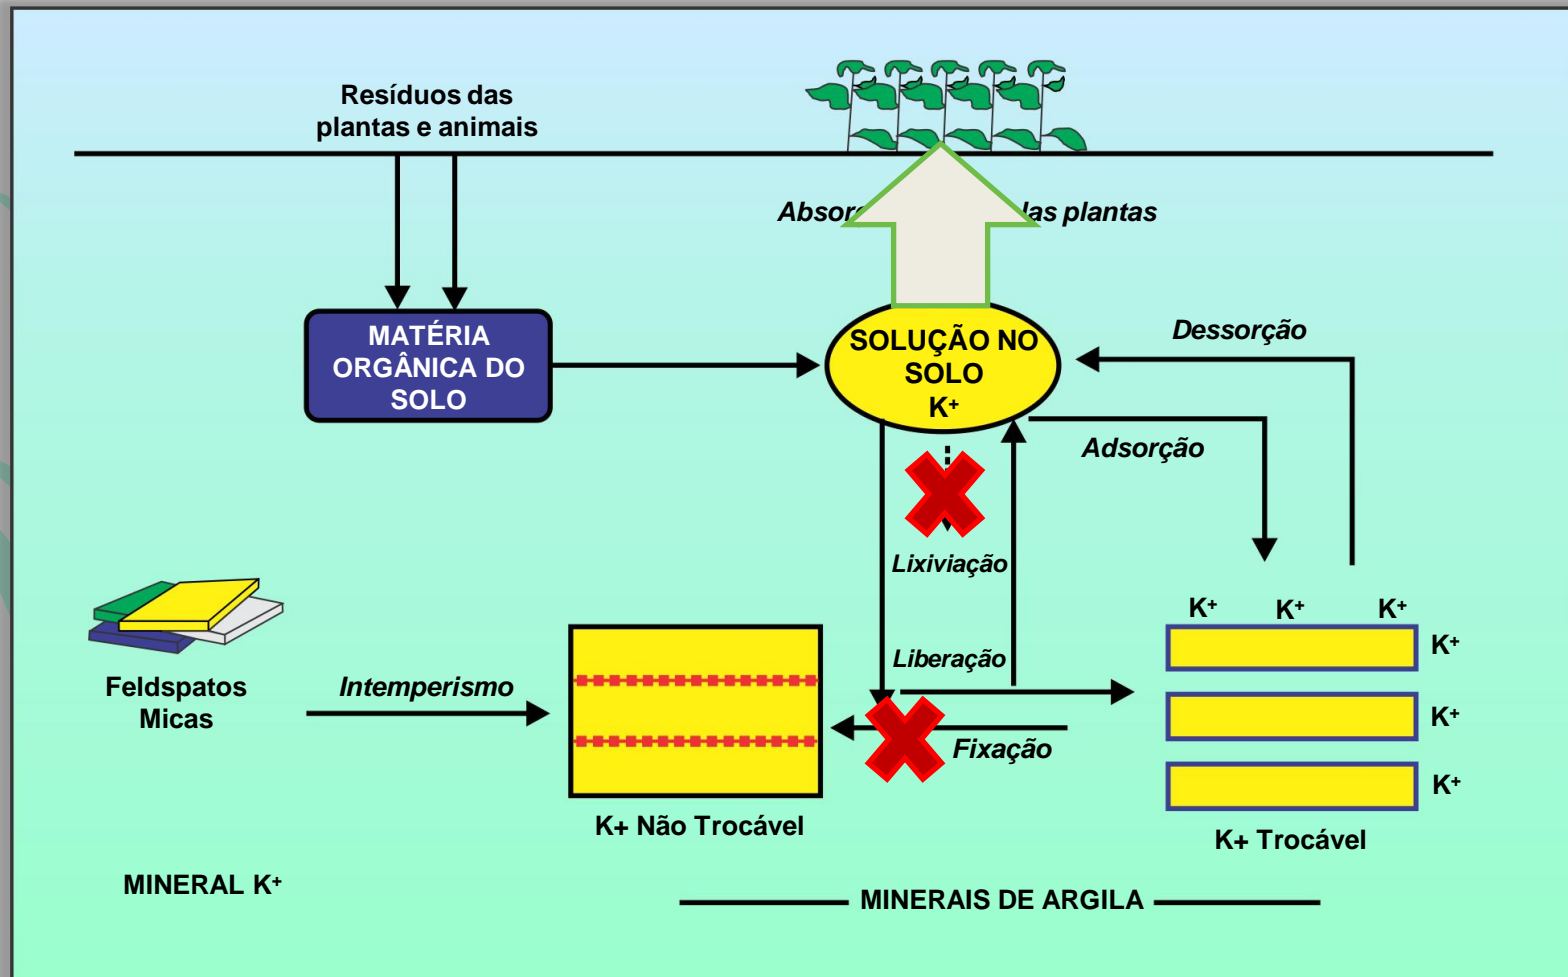 Resíduos das
plantas e animais
las plantas
MATÉRIA
ORGÂNICA DO
SOLO
SOLUÇÃO NO
SOLO
K⁺
Dessorção
Adsorção
Lixiviação
Liberação
Fixação
Feldspatos
Micas
Intemperismo
K⁺ K⁺ K⁺
K⁺
K⁺
K⁺
K+ Não Trocável
K+ Trocável
MINERAL K⁺
MINERAIS DE ARGILA